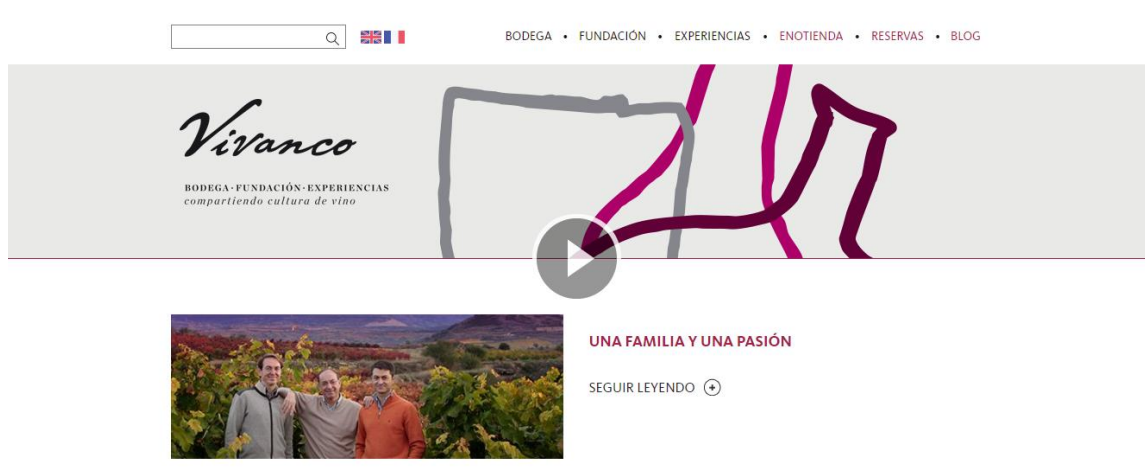 BODEGA • FUNDACIÓN • EXPERIENCIAS • ENOTIENDA • RESERVAS • BLOG
Vivanco
BODEGA·FUNDACIÓN·EXPERIENCIAS
compartiendo cultura de vino
UNA FAMILIA Y UNA PASIÓN
SEGUIR LEYENDO